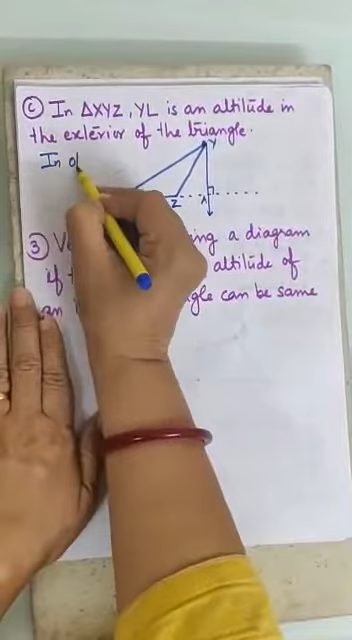 C In ΔXYZ, YL is an altitude in
the exterior of the triangle.
In
Y
Z
3 ing a diagram
if altitude of
an gle can be same